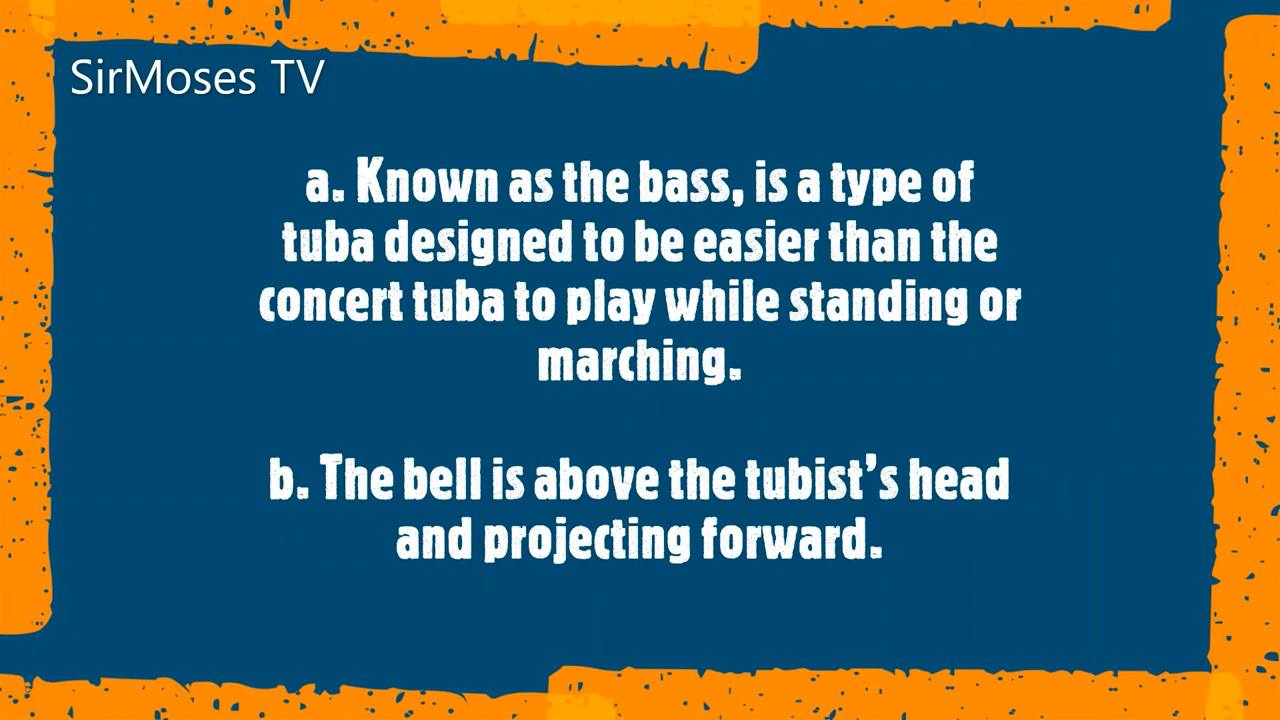 SirMoses TV
a. Known as the bass, is a type of
tuba designed to be easier than the
concert tuba to play while standing or
marching.
b. The bell is above the tubist's head
and projecting forward.